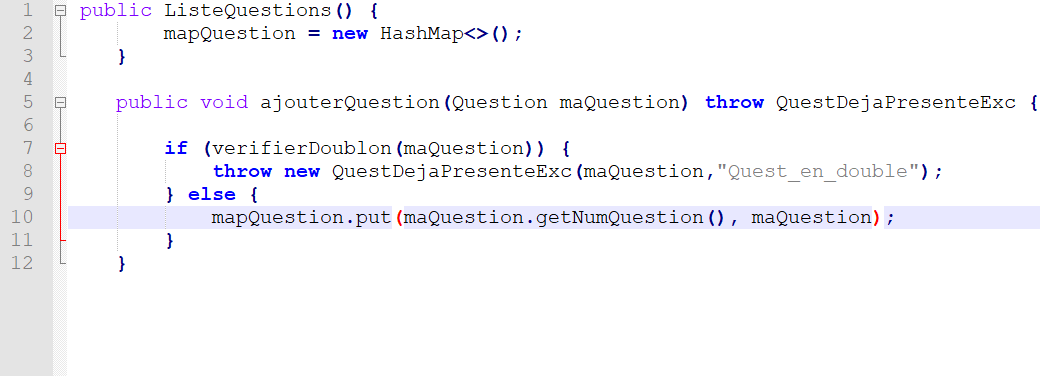 1 public ListeQuestions() {
2 mapQuestion = new HashMap<>();
3 }
4
5 public void ajouterQuestion(Question maQuestion) throw QuestDejaPresenteExc {
6
7 if (verifierDoublon(maQuestion)) {
8 throw new QuestDejaPresenteExc(maQuestion,"Quest_en_double");
9 } else {
10 mapQuestion.put(maQuestion.getNumQuestion(), maQuestion);
11 }
12 }